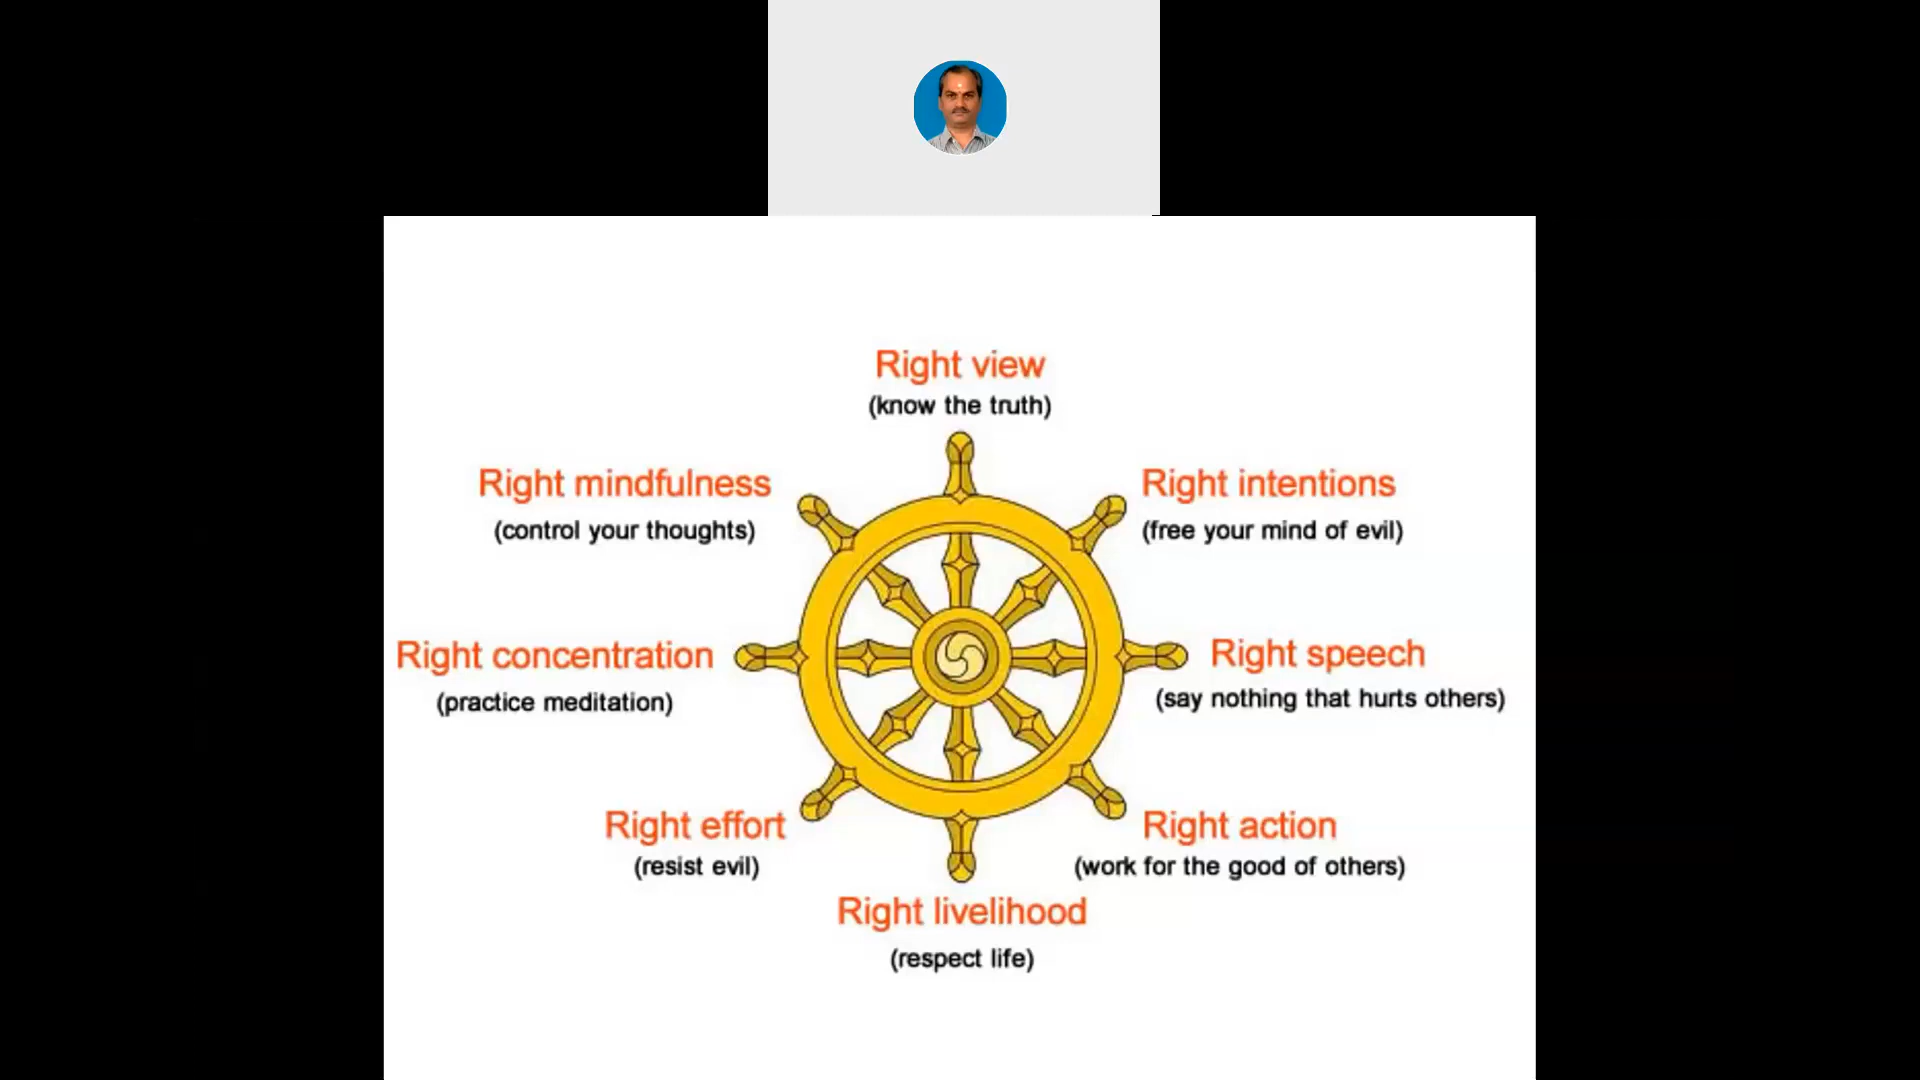 Right view
(know the truth)
Right mindfulness
(control your thoughts)
Right intentions
(free your mind of evil)
Right concentration
(practice meditation)
Right speech
(say nothing that hurts others)
Right effort
(resist evil)
Right action
(work for the good of others)
Right livelihood
(respect life)